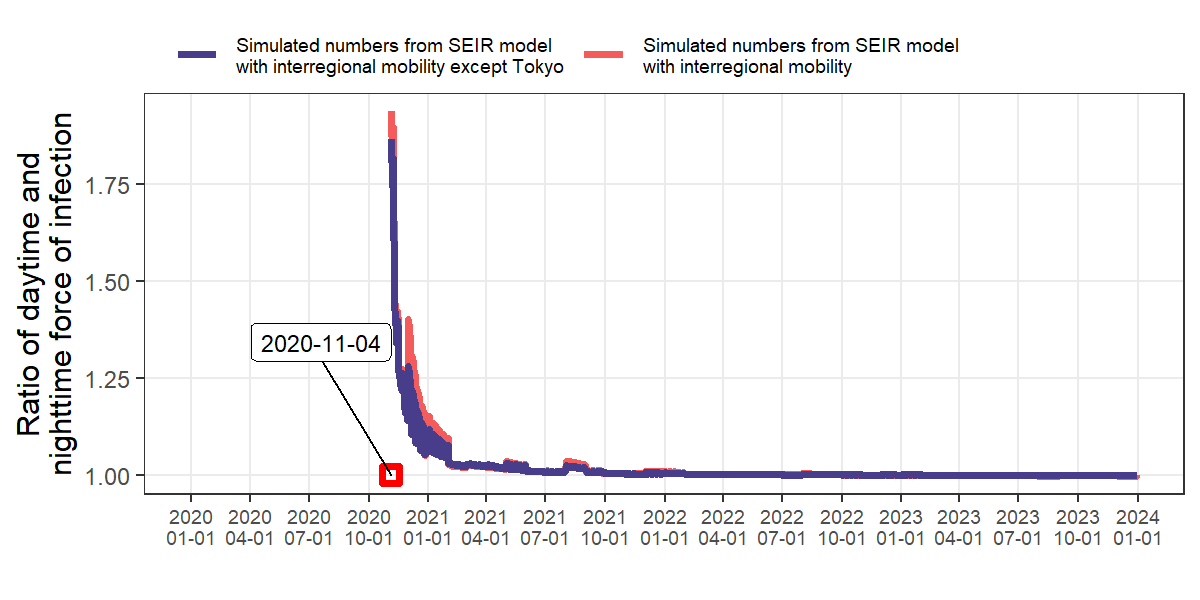 Simulated numbers from SEIR model
with interregional mobility except Tokyo
Simulated numbers from SEIR model
with interregional mobility
Ratio of daytime and
nighttime force of infection
1.75
1.50
1.25
1.00
2020-11-04
2020 2020 2020 2020 2021 2021 2021 2021 2022 2022 2022 2022 2023 2023 2023 2023 2024
01-01 04-01 07-01 10-01 01-01 04-01 07-01 10-01 01-01 04-01 07-01 10-01 01-01 04-01 07-01 10-01 01-01